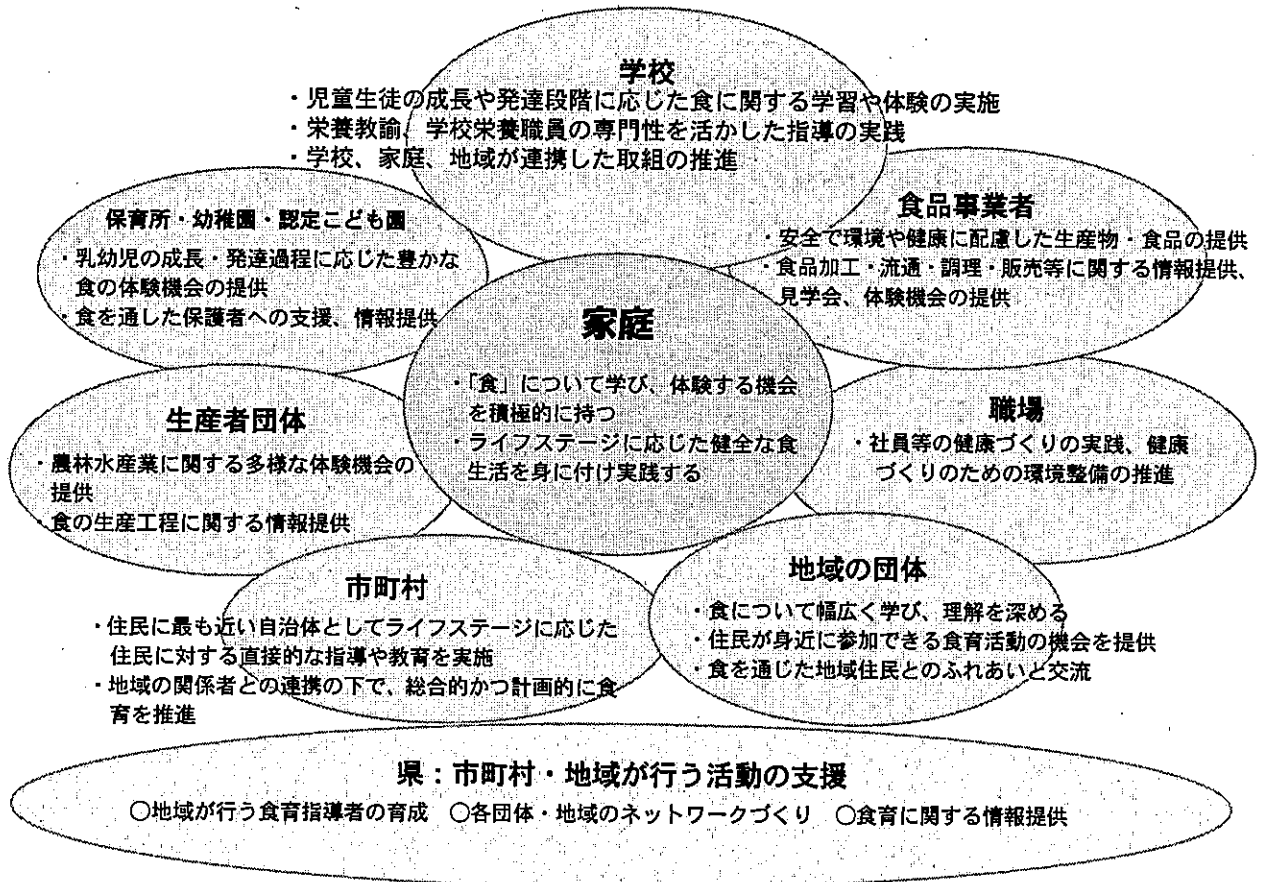 学校
・児童生徒の成長や発達段階に応じた食に関する学習や体験の実施
・栄養教諭、学校栄養職員の専門性を活かした指導の実践
・学校、家庭、地域が連携した取組の推進
保育所・幼稚園・認定こども園
・乳幼児の成長・発達過程に応じた豊かな
食の体験機会の提供
・食を通した保護者への支援、情報提供
食品事業者
・安全で環境や健康に配慮した生産物・食品の提供
・食品加工・流通・調理・販売等に関する情報提供、
見学会、体験機会の提供
家庭
・「食」について学び、体験する機会
を積極的に持つ
・ライフステージに応じた健全な食
生活を身に付け実践する
生産者団体
・農林水産業に関する多様な体験機会の
提供
・食の生産工程に関する情報提供
職場
・社員等の健康づくりの実践、健康
づくりのための環境整備の推進
市町村
・住民に最も近い自治体としてライフステージに応じた
住民に対する直接的な指導や教育を実施
・地域の関係者との連携の下で、総合的かつ計画的に食
育を推進
地域の団体
・食について幅広く学び、理解を深める
・住民が身近に参加できる食育活動の機会を提供
・食を通じた地域住民とのふれあいと交流
県：市町村・地域が行う活動の支援
○地域が行う食育指導者の育成　○各団体・地域のネットワークづくり　○食育に関する情報提供